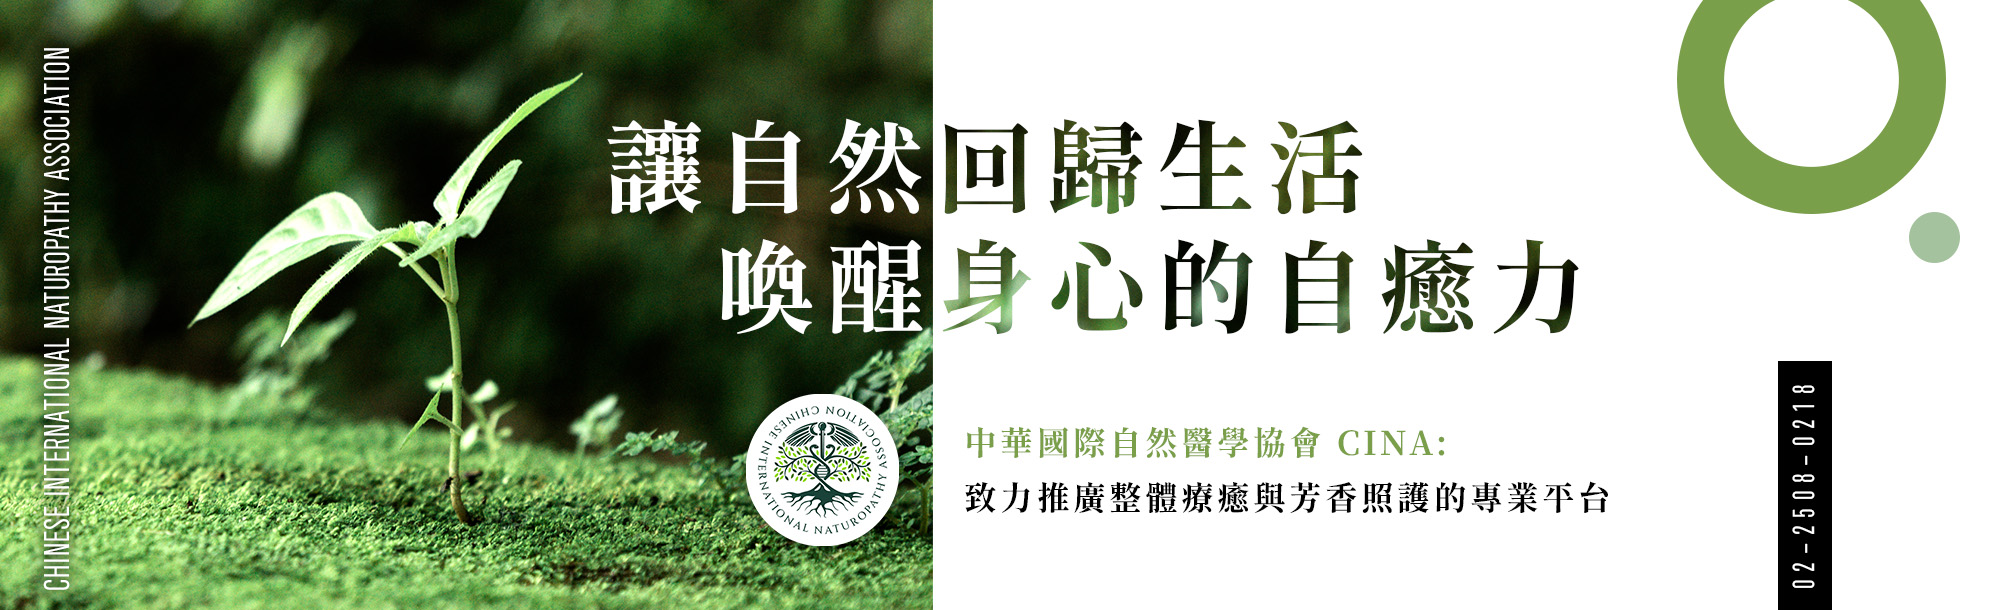 CHINESE INTERNATIONAL NATUROPATHY ASSOCIATION
讓自然回歸生活
喚醒身心的自癒力
CHINESE INTERNATIONAL NATUROPATHY ASSOCIATION
中華國際自然醫學協會 CINA:
致力推廣整體療癒與芳香照護的專業平台
02-2508-0218